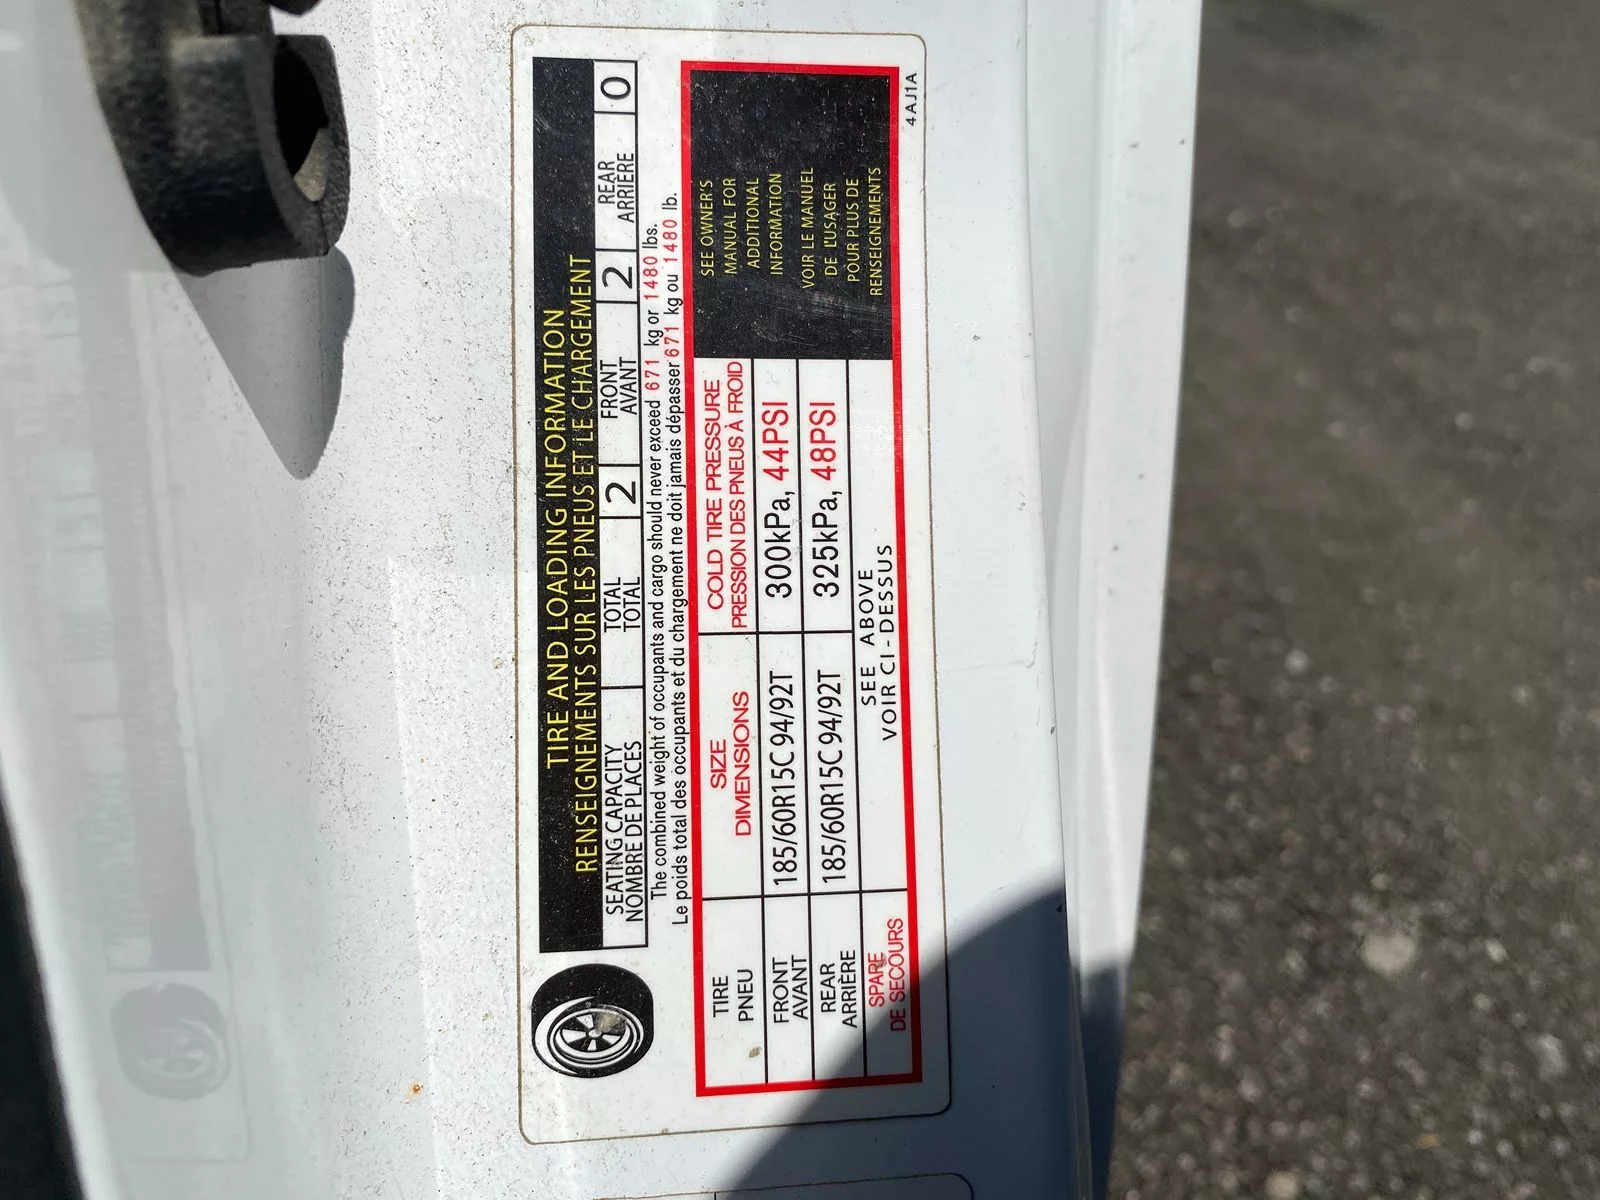 TIRE AND LOADING INFORMATION
RENSEIGNEMENTS SUR LES PNEUS ET LE CHARGEMENT
SEATING CAPACITY TOTAL 2 FRONT 2 REAR 0
NOMBRE DE PLACES TOTAL AVANT ARRIÈRE
The combined weight of occupants and cargo should never exceed 671 kg or 1480 lbs.
Le poids total des occupants et du chargement ne doit jamais dépasser 671 kg ou 1480 lb.
TIRE SIZE COLD TIRE PRESSURE
PNEU DIMENSIONS PRESSION DES PNEUS À FROID
FRONT 185/60R15C 94/92T 300kPa, 44PSI
AVANT
REAR 185/60R15C 94/92T 325kPa, 48PSI
ARRIÈRE
SPARE SEE ABOVE
DE SECOURS VOIR CI - DESSUS
SEE OWNER'S
MANUAL FOR
ADDITIONAL
INFORMATION
VOIR LE MANUEL
DE L'USAGER
POUR PLUS DE
RENSEIGNEMENTS
4AJ1A